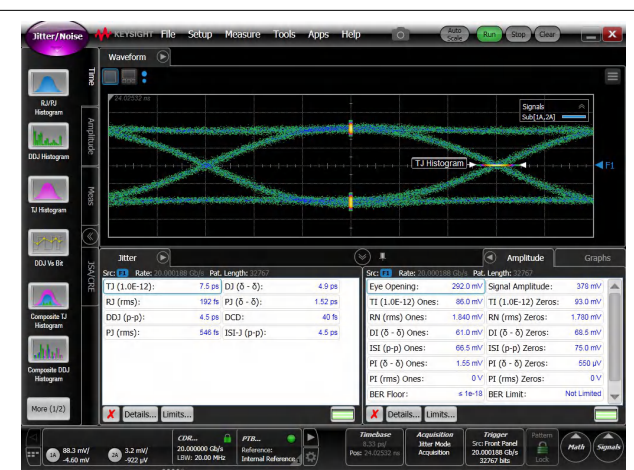 Jitter/Noise
KEYSIGHT File Setup Measure Tools Apps Help
Auto Scale
Run
Stop
Clear
Waveform
Time
Amplitude
Meas
JSA/CRE
RJ/PJ
Histogram
DDJ Histogram
TJ Histogram
DDJ Vs Bit
Composite TJ
Histogram
Composite DDJ
Histogram
More (1/2)
24.02532 ns
Signals
Sub[1A,2A]
TJ Histogram
F1
Jitter
Src: F1 Rate: 20.000188 Gb/s Pat. Length: 32767
TJ (1.0E-12): 7.5 ps DJ (δ - δ): 4.9 ps
RJ (rms): 192 fs PJ (δ - δ): 1.52 ps
DDJ (p-p): 4.5 ps DCD: 40 fs
PJ (rms): 546 fs ISI-J (p-p): 4.5 ps
Details... Limits...
Amplitude Graphs
Src: F1 Rate: 20.000188 Gb/s Pat. Length: 32767
Eye Opening: 292.0 mV Signal Amplitude: 378 mV
TI (1.0E-12) Ones: 86.0 mV TI (1.0E-12) Zeros: 93.0 mV
RN (rms) Ones: 1.840 mV RN (rms) Zeros: 1.780 mV
DI (δ - δ) Ones: 61.0 mV DI (δ - δ) Zeros: 68.5 mV
ISI (p-p) Ones: 66.5 mV ISI (p-p) Zeros: 75.0 mV
PI (δ - δ) Ones: 1.55 mV PI (δ - δ) Zeros: 550 µV
PI (rms) Ones: 0 V PI (rms) Zeros: 0 V
BER Floor: ≤ 1e-18 BER Limit: Not Limited
Details... Limits...
1A 88.3 mV/
-4.60 mV
2A 3.2 mV/
-922 µV
CDR...
20.000000 Gb/s
LBW: 20.00 MHz
PTB...
Reference:
Internal Reference
Timebase
8.33 ps/
Pos: 24.02532 ns
Acquisition
Jitter Mode
Acquisition
Trigger
Src: Front Panel
20.000188 Gb/s
32767 bits
Pattern
Lock
Math
Signals